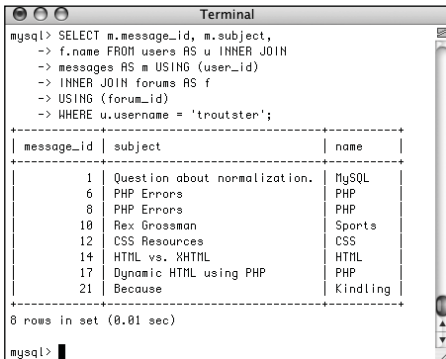 Terminal
mysql> SELECT m.message_id, m.subject,
    -> f.name FROM users AS u INNER JOIN
    -> messages AS m USING (user_id)
    -> INNER JOIN forums AS f
    -> USING (forum_id)
    -> WHERE u.username = 'troutster';
+------------+-----------------------------+----------+
| message_id | subject | name |
+------------+-----------------------------+----------+
| 1 | Question about normalization. | MySQL |
| 6 | PHP Errors | PHP |
| 8 | PHP Errors | PHP |
| 10 | Rex Grossman | Sports |
| 12 | CSS Resources | CSS |
| 14 | HTML vs. XHTML | HTML |
| 17 | Dynamic HTML using PHP | PHP |
| 21 | Because | Kindling |
+------------+-----------------------------+----------+
8 rows in set (0.01 sec)
mysql>